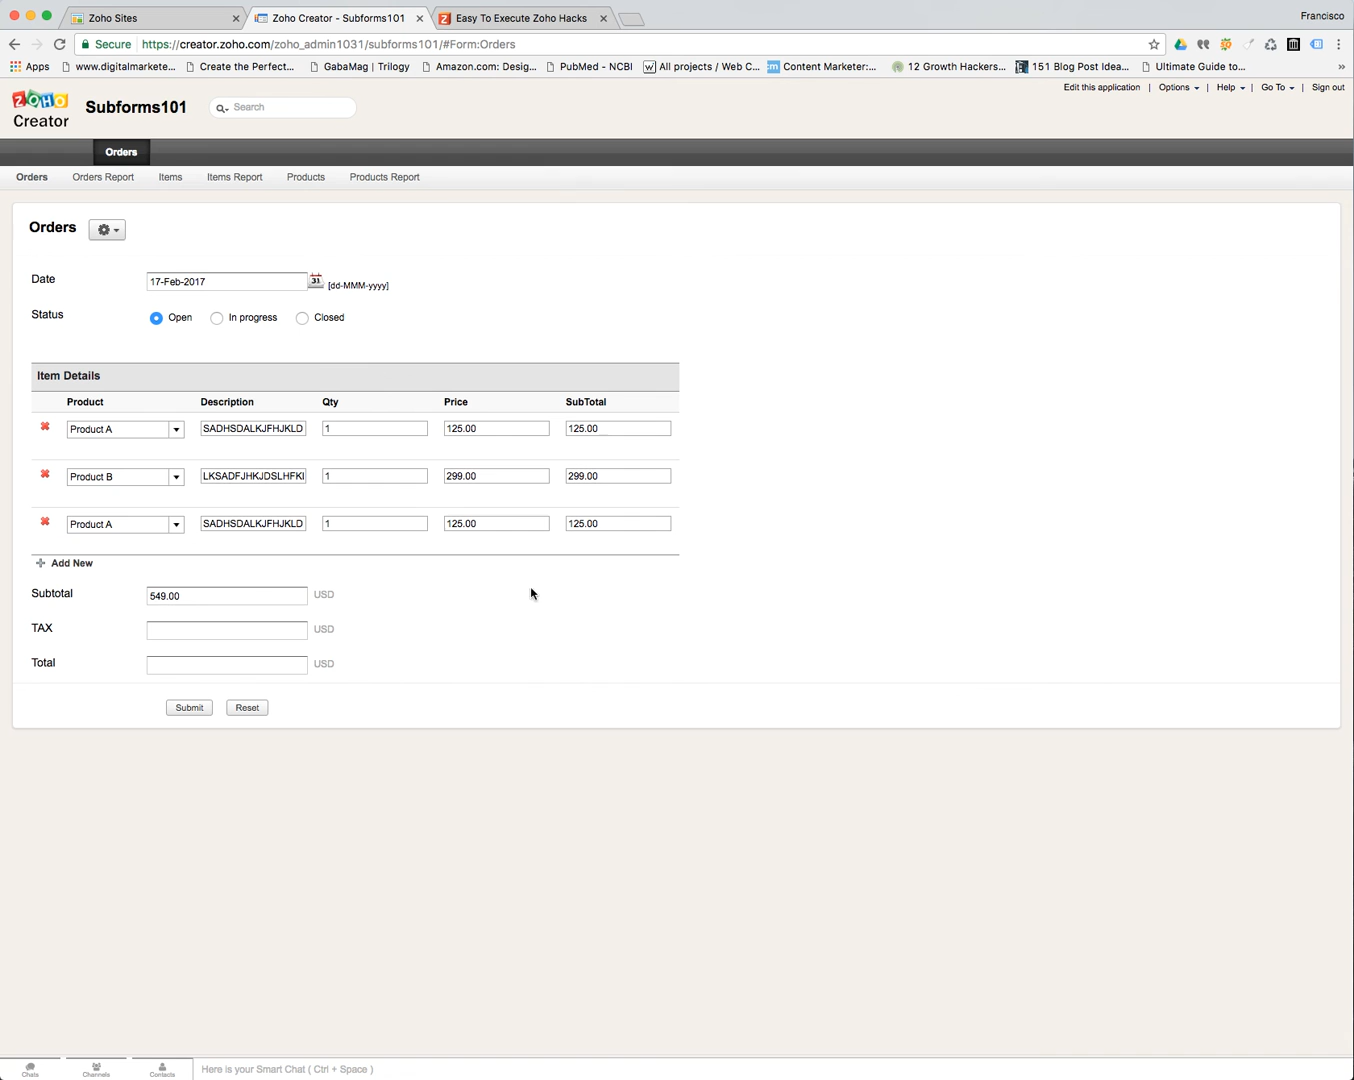 Zoho Sites
Zoho Creator - Subforms101
Easy To Execute Zoho Hacks
Francisco
Secure
https://creator.zoho.com/zoho_admin1031/subforms101/#Form:Orders
Apps
www.digitalmarkete...
Create the Perfect...
GabaMag | Trilogy
Amazon.com: Desig...
PubMed - NCBI
All projects / Web C...
Content Marketer:...
12 Growth Hackers...
151 Blog Post Idea...
Ultimate Guide to...
»
ZOHO
Creator
Subforms101
Search
Edit this application | Options | Help | Go To | Sign out
Orders
Orders
Orders Report
Items
Items Report
Products
Products Report
Orders
Date
17-Feb-2017
31
[dd-MMM-yyyy]
Status
Open
In progress
Closed
Item Details
Product Description Qty Price SubTotal
Product A SADHSDALKJFHJKLD 1 125.00 125.00
Product B LKSADFJHKJDSLHFKI 1 299.00 299.00
Product A SADHSDALKJFHJKLD 1 125.00 125.00
Add New
Subtotal 549.00 USD
TAX USD
Total USD
Submit
Reset
Chats
Channels
Contacts
Here is your Smart Chat ( Ctrl + Space )